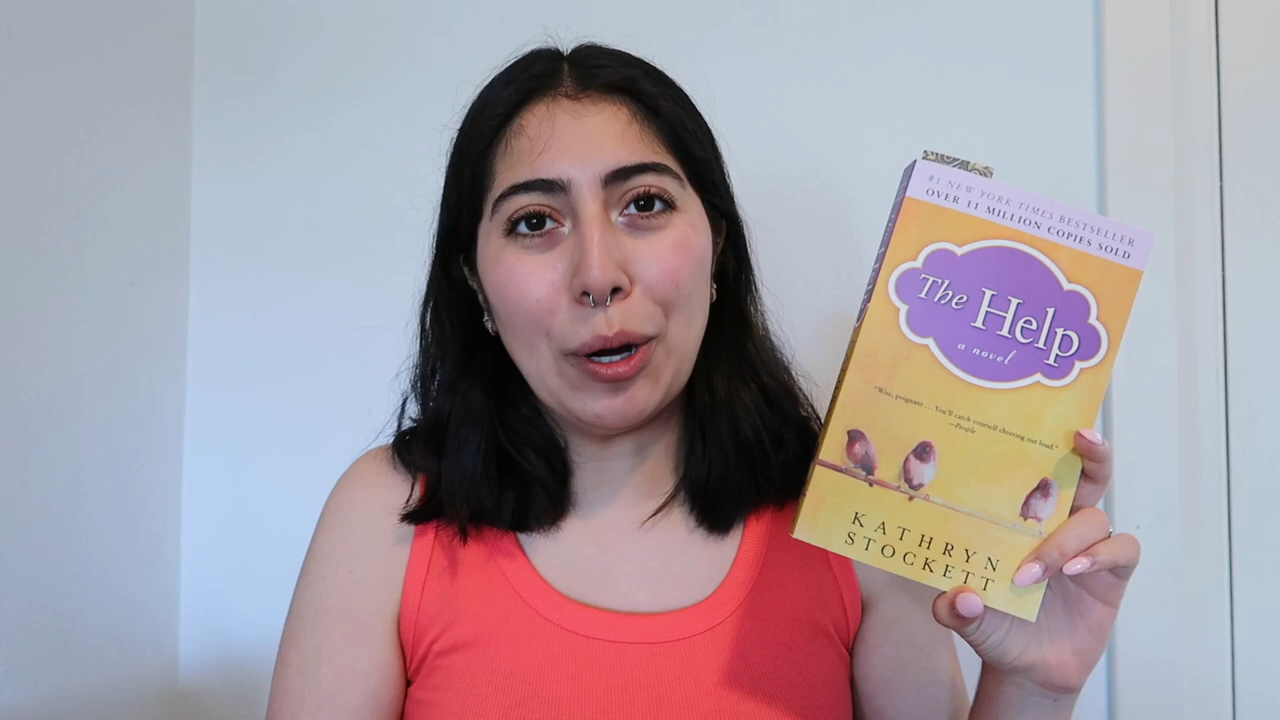 #1 NEW YORK TIMES BESTSELLER
OVER 11 MILLION COPIES SOLD
The Help
a novel
"Wise, poignant . . . You'll catch yourself cheering out loud."
—People
KATHRYN
STOCKETT